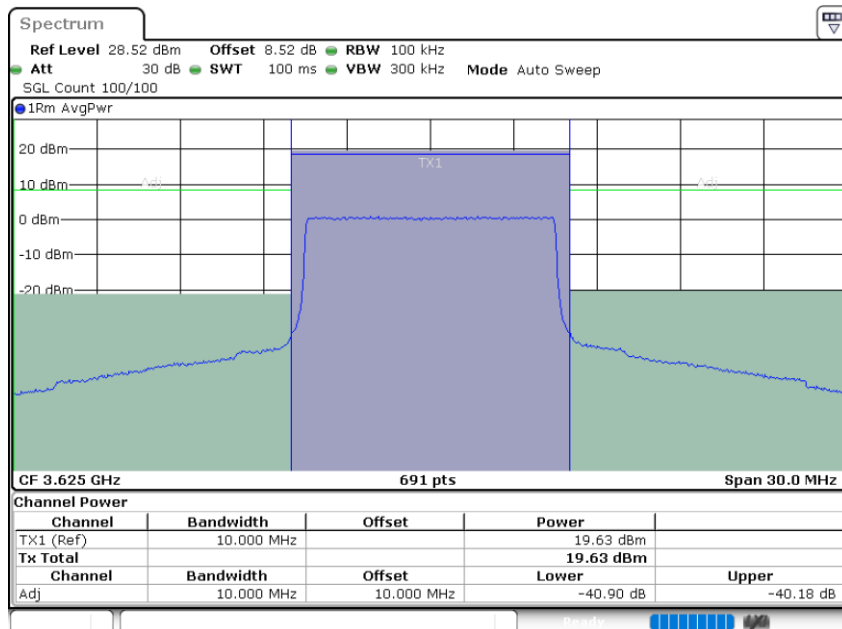 Spectrum
Ref Level 28.52 dBm Offset 8.52 dB RBW 100 kHz
Att 30 dB SWT 100 ms VBW 300 kHz Mode Auto Sweep
SGL Count 100/100
1Rm AvgPwr
20 dBm
TX1
Adj Adj
10 dBm
0 dBm
-10 dBm
-20 dBm
CF 3.625 GHz 691 pts Span 30.0 MHz
Channel Power
Channel Bandwidth Offset Power
TX1 (Ref) 10.000 MHz 19.63 dBm
Tx Total 19.63 dBm
Channel Bandwidth Offset Lower Upper
Adj 10.000 MHz 10.000 MHz -40.90 dB -40.18 dB
Ready